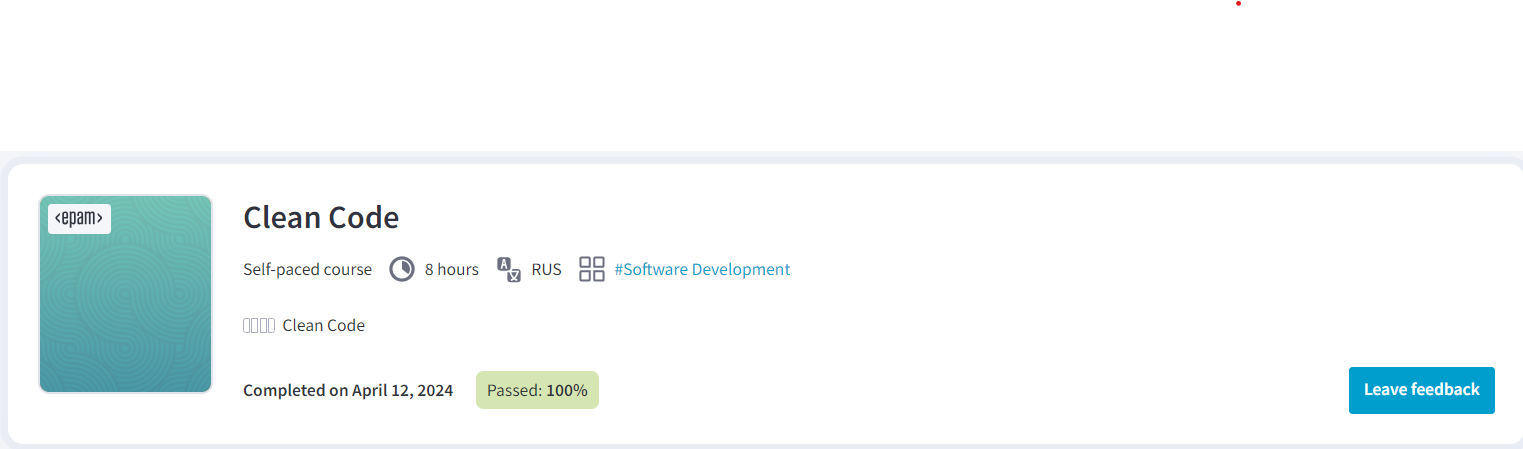 <epam>
Clean Code
Self-paced course 8 hours RUS #Software Development
Clean Code
Completed on April 12, 2024 Passed: 100%
Leave feedback